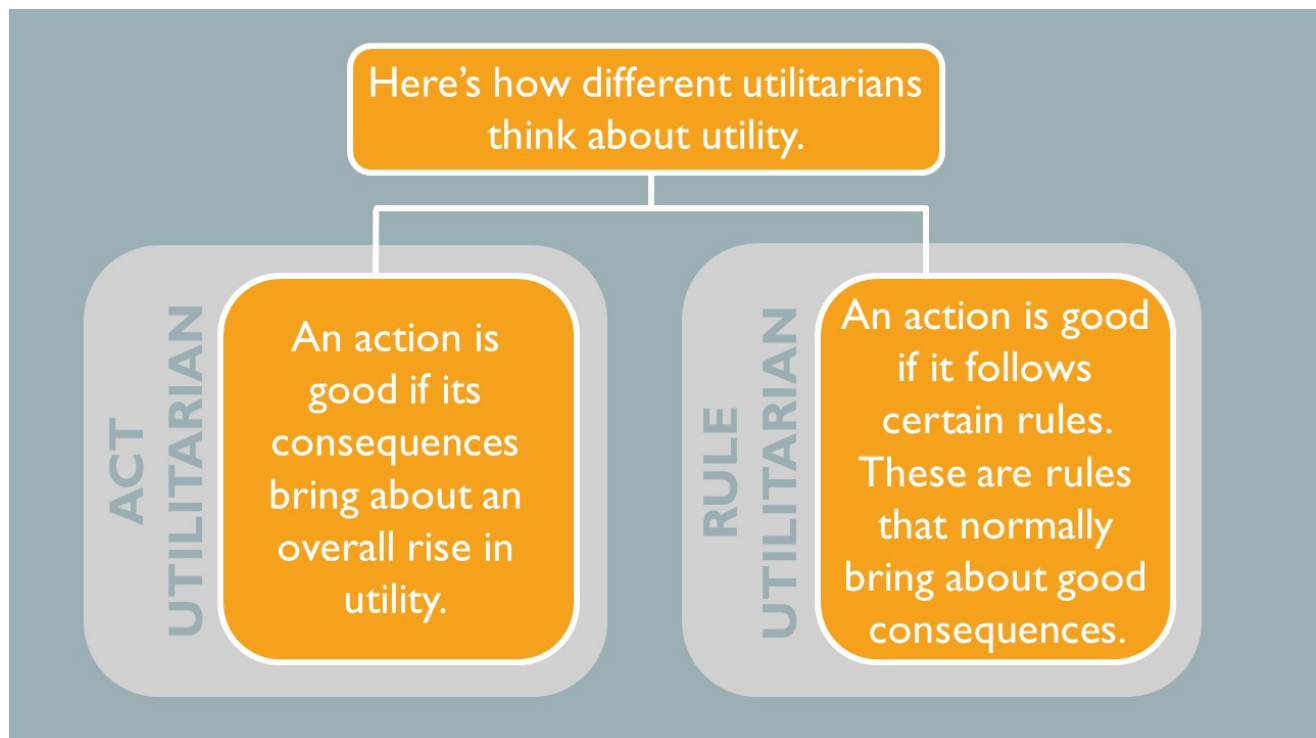 Here’s how different utilitarians
think about utility.
ACT
UTILITARIAN
An action is
good if its
consequences
bring about an
overall rise in
utility.
RULE
UTILITARIAN
An action is good
if it follows
certain rules.
These are rules
that normally
bring about good
consequences.